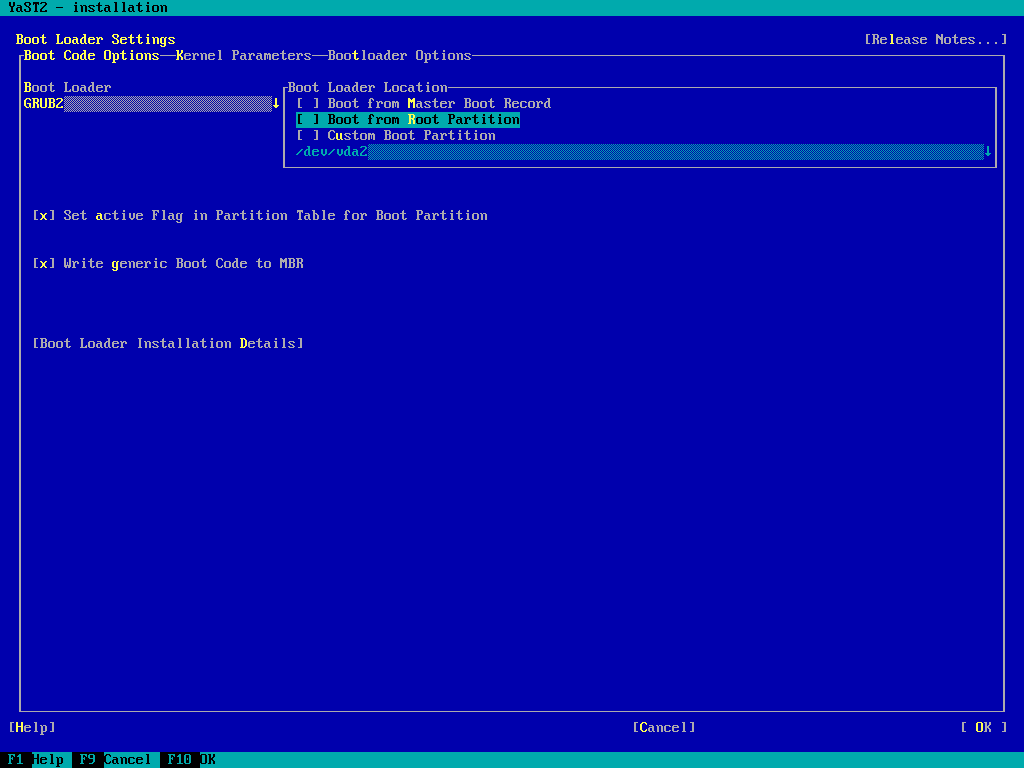 YaST2 - installation
Boot Loader Settings [Release Notes...]
Boot Code Options—Kernel Parameters—Bootloader Options
Boot Loader
GRUB2
Boot Loader Location
[ ] Boot from Master Boot Record
[ ] Boot from Root Partition
[ ] Custom Boot Partition
/dev/vda2
[x] Set active Flag in Partition Table for Boot Partition
[x] Write generic Boot Code to MBR
[Boot Loader Installation Details]
[Help] [Cancel] [ OK ]
F1 Help F9 Cancel F10 OK